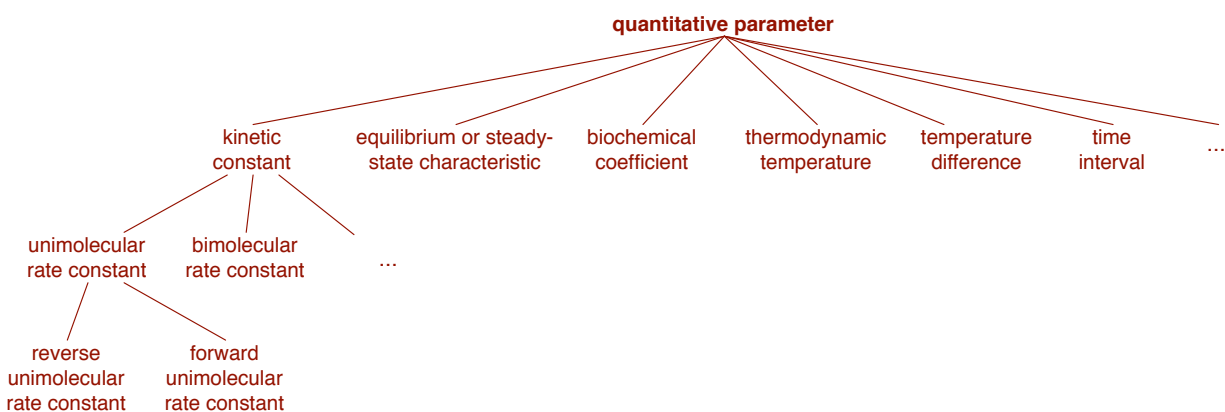 quantitative parameter
kinetic
constant
equilibrium or steady-
state characteristic
biochemical
coefficient
thermodynamic
temperature
temperature
difference
time
interval
...
unimolecular
rate constant
bimolecular
rate constant
...
reverse
unimolecular
rate constant
forward
unimolecular
rate constant